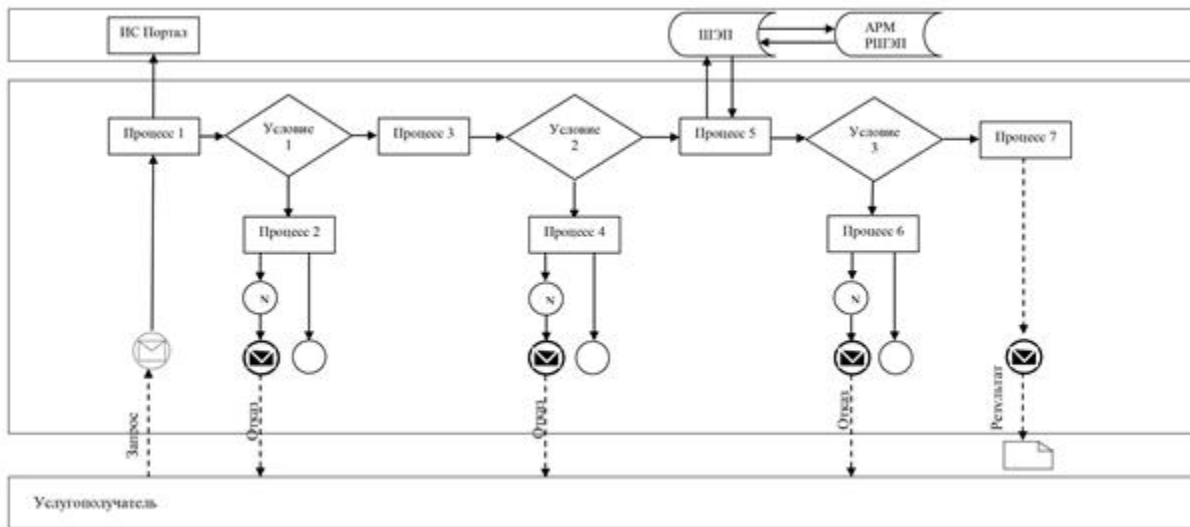 ИС Портал
ШЭП
АРМ
РШЭП
Процесс 1
Условие
1
Процесс 3
Условие
2
Процесс 5
Условие
3
Процесс 7
Процесс 2
Процесс 4
Процесс 6
N
N
N
Запрос
Отказ
Отказ
Отказ
Результат
Услугополучатель